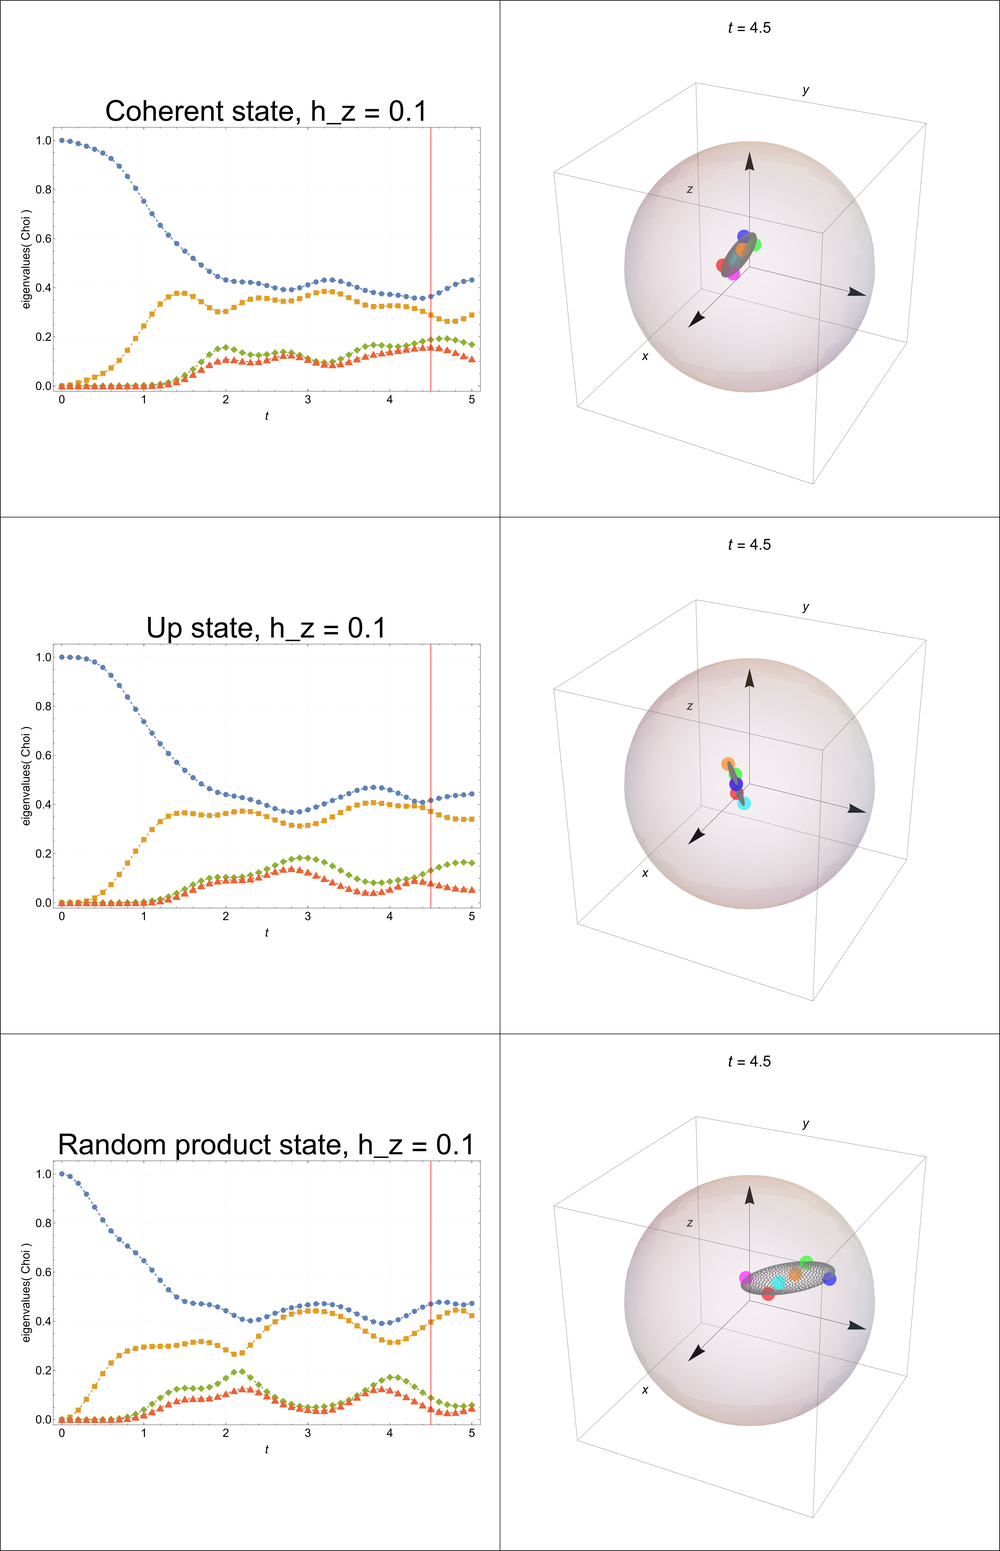 t = 4.5
Coherent state, h_z = 0.1
eigenvalues( Choi )
1.0
0.8
0.6
0.4
0.2
0.0
0 1 2 3 4 5
t
y
z
x
t = 4.5
Up state, h_z = 0.1
eigenvalues( Choi )
1.0
0.8
0.6
0.4
0.2
0.0
0 1 2 3 4 5
t
y
z
x
t = 4.5
Random product state, h_z = 0.1
eigenvalues( Choi )
1.0
0.8
0.6
0.4
0.2
0.0
0 1 2 3 4 5
t
y
z
x